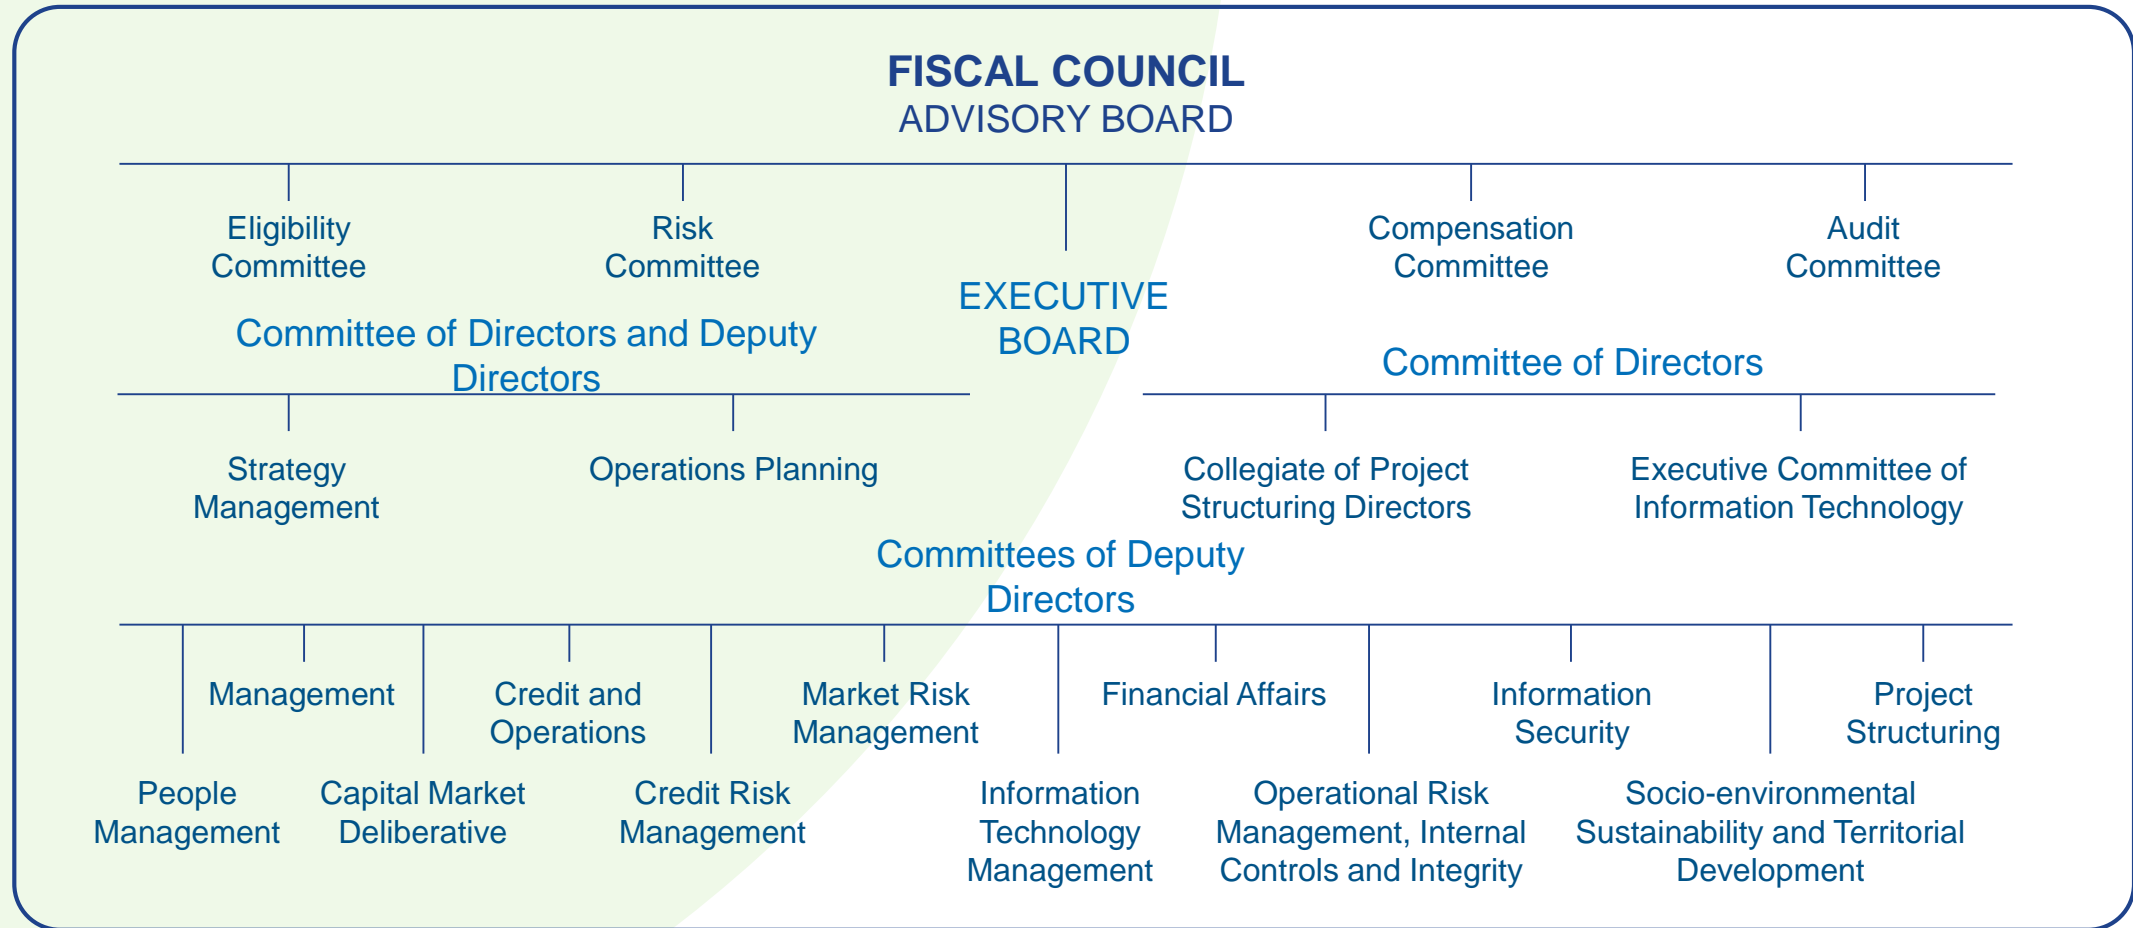 FISCAL COUNCIL
ADVISORY BOARD
Eligibility
Committee
Risk
Committee
Compensation
Committee
Audit
Committee
EXECUTIVE
BOARD
Committee of Directors and Deputy
Directors
Committee of Directors
Strategy
Management
Operations Planning
Collegiate of Project
Structuring Directors
Executive Committee of
Information Technology
Committees of Deputy
Directors
Management
Credit and
Operations
Market Risk
Management
Financial Affairs
Information
Security
Project
Structuring
People
Management
Capital Market
Deliberative
Credit Risk
Management
Information
Technology
Management
Operational Risk
Management, Internal
Controls and Integrity
Socio-environmental
Sustainability and Territorial
Development